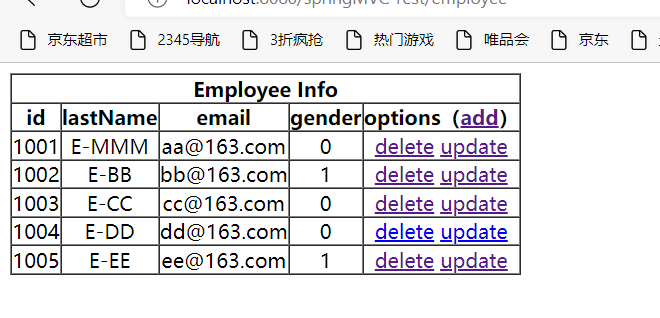 localhost:8080/springMVC-rest/employee
京东超市 2345导航 3折疯抢 热门游戏 唯品会 京东
Employee Info
id lastName email gender options（add）
1001 E-MMM aa@163.com 0 delete update
1002 E-BB bb@163.com 1 delete update
1003 E-CC cc@163.com 0 delete update
1004 E-DD dd@163.com 0 delete update
1005 E-EE ee@163.com 1 delete update